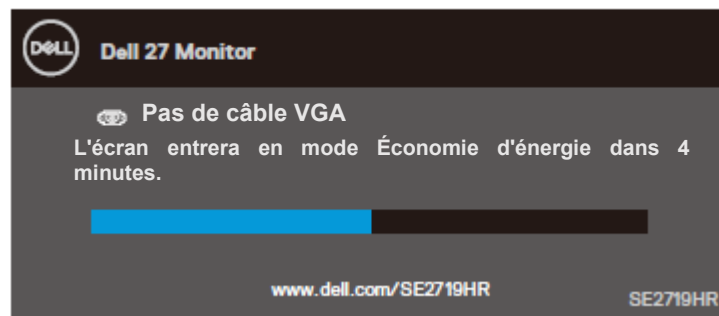 DELL
Dell 27 Monitor
Pas de câble VGA
L'écran entrera en mode Économie d'énergie dans 4
minutes.
www.dell.com/SE2719HR
SE2719HR